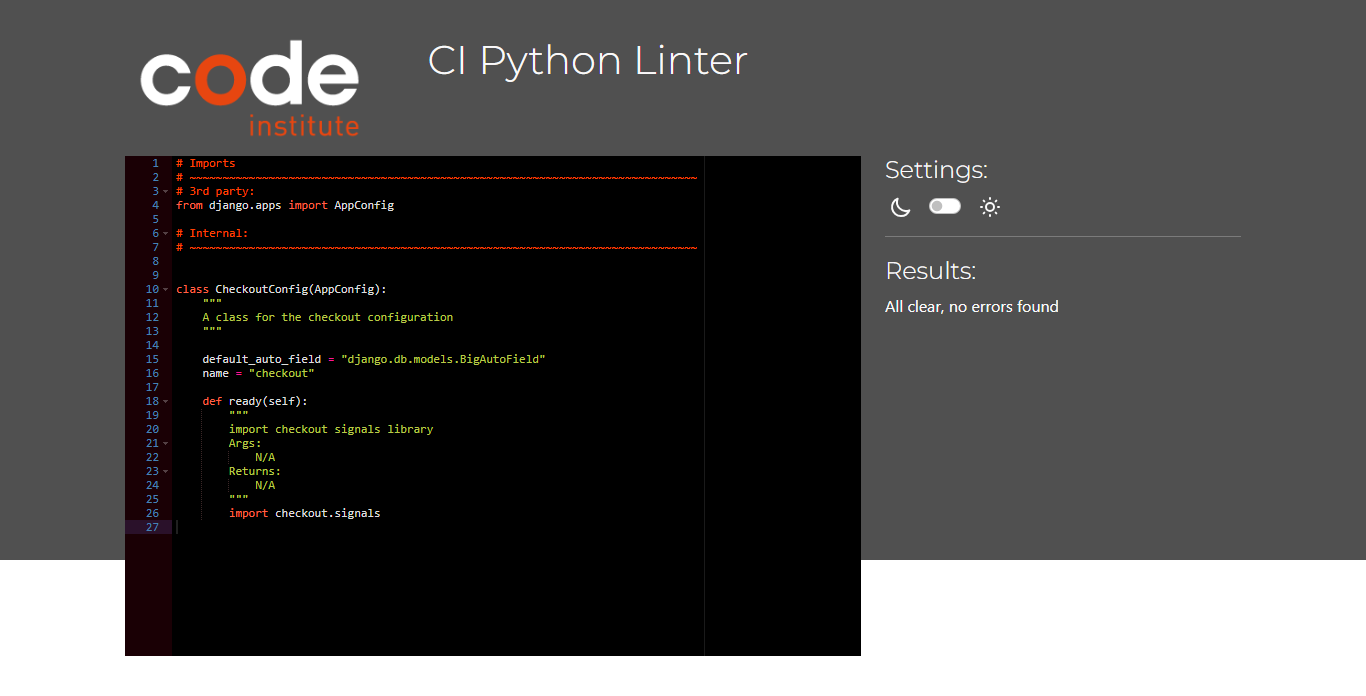 code
institute
CI Python Linter
1 # Imports
2 # ~~~~~~~~~~~~~~~~~~~~~~~~~~~~~~~~~~~~~~~~~~~~~~~~~~~~~~~~~~~~~~~~~~~~~~~~~~~~~
3 # 3rd party:
4 from django.apps import AppConfig
5
6 # Internal:
7 # ~~~~~~~~~~~~~~~~~~~~~~~~~~~~~~~~~~~~~~~~~~~~~~~~~~~~~~~~~~~~~~~~~~~~~~~~~~~~~
8
9
10 class CheckoutConfig(AppConfig):
11     """
12     A class for the checkout configuration
13     """
14
15     default_auto_field = "django.db.models.BigAutoField"
16     name = "checkout"
17
18     def ready(self):
19         """
20         import checkout signals library
21         Args:
22             N/A
23         Returns:
24             N/A
25         """
26         import checkout.signals
27
Settings:
Results:
All clear, no errors found